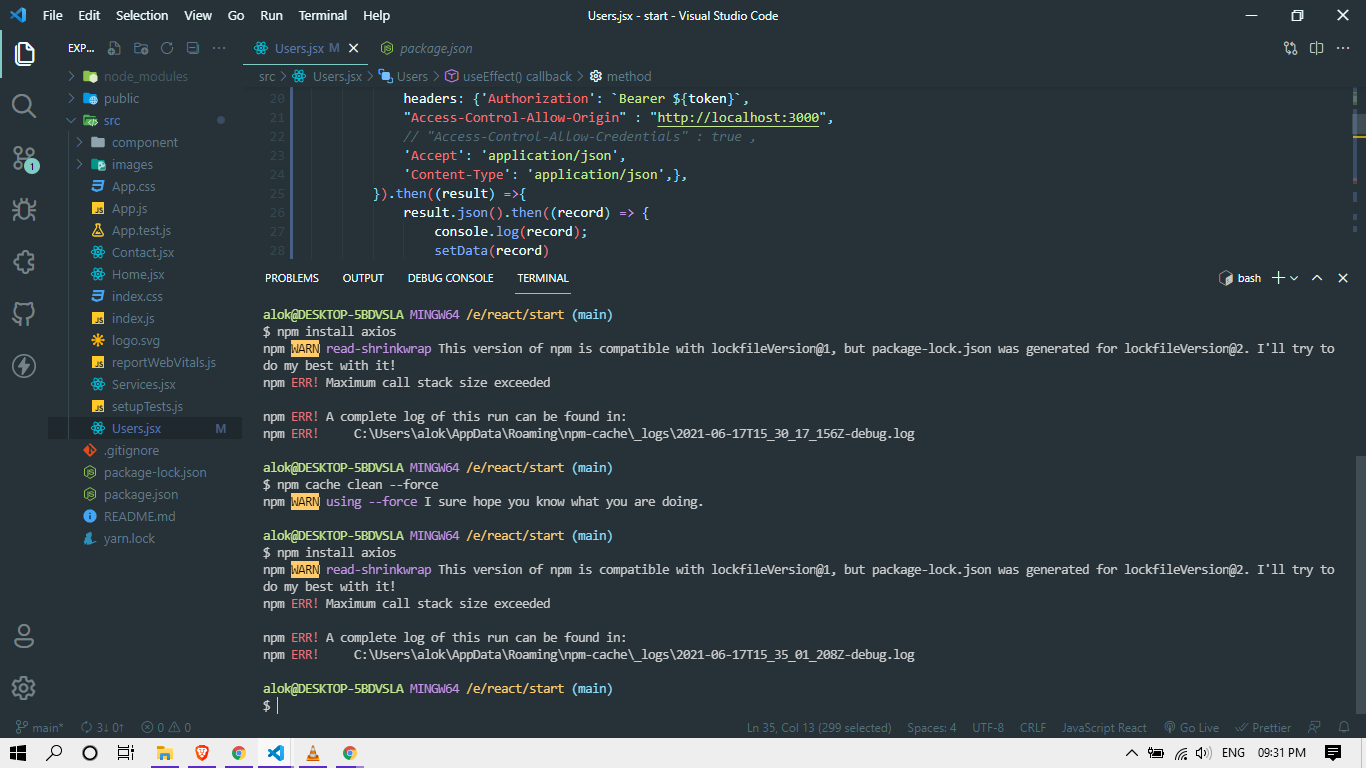 File Edit Selection View Go Run Terminal Help
Users.jsx - start - Visual Studio Code
EXP...
Users.jsx M
package.json
src > Users.jsx > Users > useEffect() callback > method
node_modules
public
src
component
images
App.css
App.js
App.test.js
Contact.jsx
Home.jsx
index.css
index.js
logo.svg
reportWebVitals.js
Services.jsx
setupTests.js
Users.jsx M
.gitignore
package-lock.json
package.json
README.md
yarn.lock
1
20 headers: {'Authorization': `Bearer ${token}`,
21 "Access-Control-Allow-Origin" : "http://localhost:3000",
22 // "Access-Control-Allow-Credentials" : true ,
23 'Accept': 'application/json',
24 'Content-Type': 'application/json',},
25 }).then((result) =>{
26 result.json().then((record) => {
27 console.log(record);
28 setData(record)
PROBLEMS OUTPUT DEBUG CONSOLE TERMINAL
bash
alok@DESKTOP-5BDVSLA MINGW64 /e/react/start (main)
$ npm install axios
npm WARN read-shrinkwrap This version of npm is compatible with lockfileVersion@1, but package-lock.json was generated for lockfileVersion@2. I'll try to
do my best with it!
npm ERR! Maximum call stack size exceeded
npm ERR! A complete log of this run can be found in:
npm ERR!     C:\Users\alok\AppData\Roaming\npm-cache\_logs\2021-06-17T15_30_17_156Z-debug.log
alok@DESKTOP-5BDVSLA MINGW64 /e/react/start (main)
$ npm cache clean --force
npm WARN using --force I sure hope you know what you are doing.
alok@DESKTOP-5BDVSLA MINGW64 /e/react/start (main)
$ npm install axios
npm WARN read-shrinkwrap This version of npm is compatible with lockfileVersion@1, but package-lock.json was generated for lockfileVersion@2. I'll try to
do my best with it!
npm ERR! Maximum call stack size exceeded
npm ERR! A complete log of this run can be found in:
npm ERR!     C:\Users\alok\AppData\Roaming\npm-cache\_logs\2021-06-17T15_35_01_208Z-debug.log
alok@DESKTOP-5BDVSLA MINGW64 /e/react/start (main)
$
main* 3↓ 0↑ 0 0 Ln 35, Col 13 (299 selected) Spaces: 4 UTF-8 CRLF JavaScript React Go Live Prettier
ENG 09:31 PM